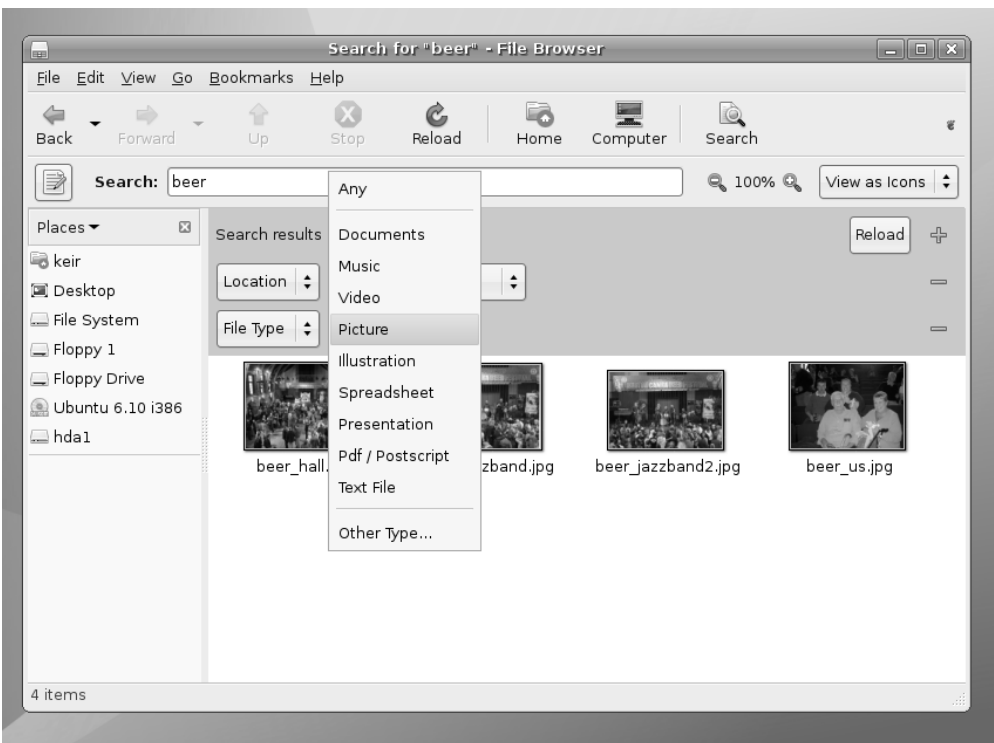 Search for "beer" - File Browser
File Edit View Go Bookmarks Help
Back Forward Up Stop Reload Home Computer Search
Search: beer 100% View as Icons
Places
keir
Desktop
File System
Floppy 1
Floppy Drive
Ubuntu 6.10 i386
hda1
Search results Reload
Location
File Type
Any
Documents
Music
Video
Picture
Illustration
Spreadsheet
Presentation
Pdf / Postscript
Text File
Other Type...
beer_hall. zband.jpg beer_jazzband2.jpg beer_us.jpg
4 items